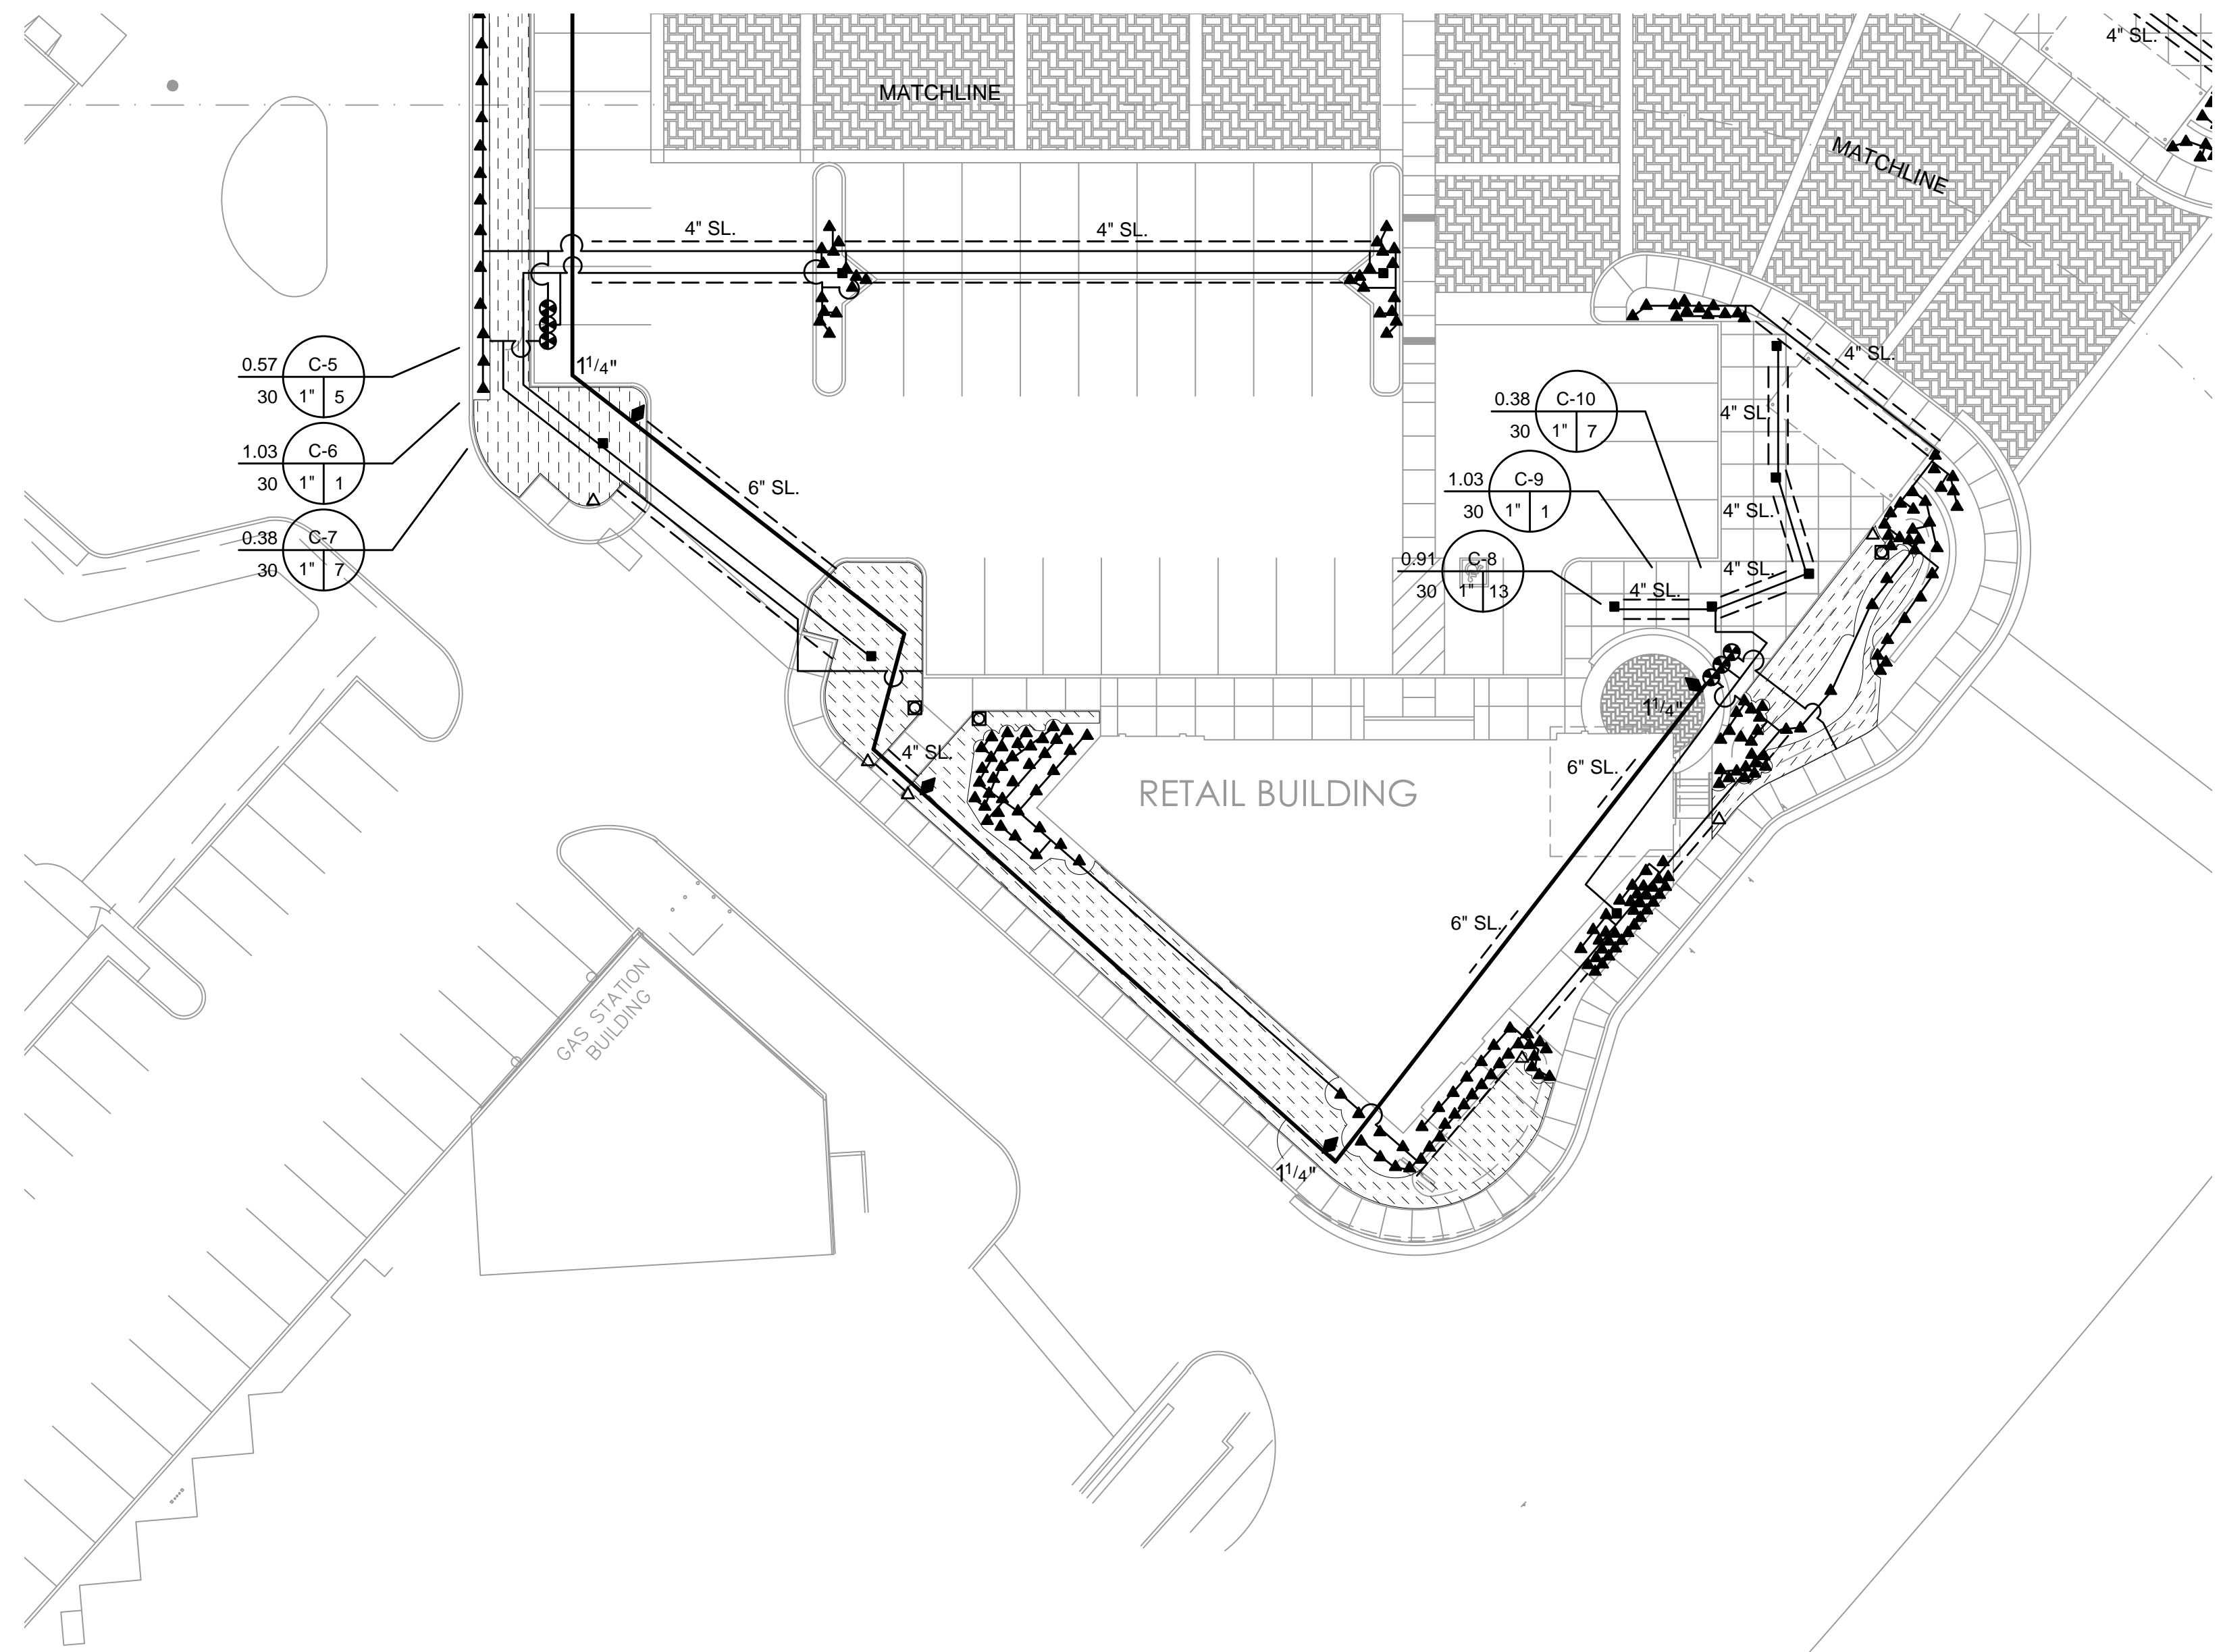 4" SL.
MATCHLINE
MATCHLINE
4" SL.
4" SL.
4" SL.
1 1/4"
0.57
C-5
30
1"
5
4" SL.
0.38
C-10
30
1"
7
1.03
C-6
30
1"
1
6" SL.
1.03
C-9
30
1"
1
4" SL.
0.38
C-7
30
1"
7
0.91
C-8
30
1"
13
4" SL.
4" SL.
1 1/4"
4" SL.
6" SL.
RETAIL BUILDING
6" SL.
GAS STATION
BUILDING
1 1/4"